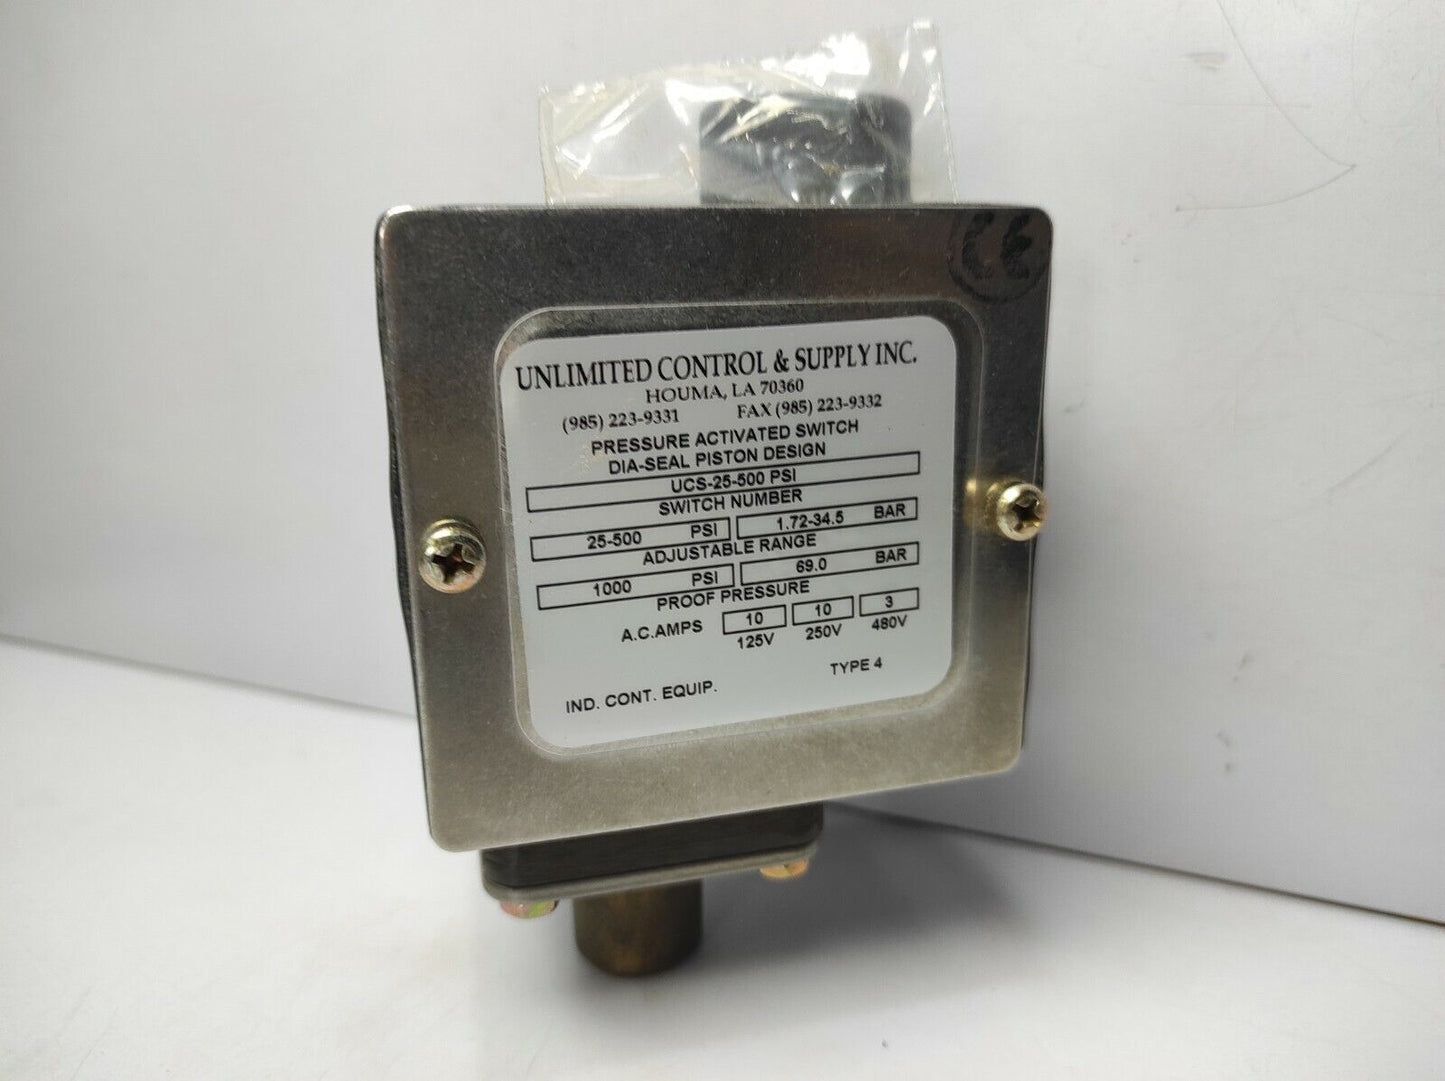 CE
UNLIMITED CONTROL & SUPPLY INC.
HOUMA, LA 70360
(985) 223-9331 FAX (985) 223-9332
PRESSURE ACTIVATED SWITCH
DIA-SEAL PISTON DESIGN
UCS-25-500 PSI
SWITCH NUMBER
25-500 PSI 1.72-34.5 BAR
ADJUSTABLE RANGE
1000 PSI 69.0 BAR
PROOF PRESSURE
A.C.AMPS 10 10 3
125V 250V 480V
TYPE 4
IND. CONT. EQUIP.